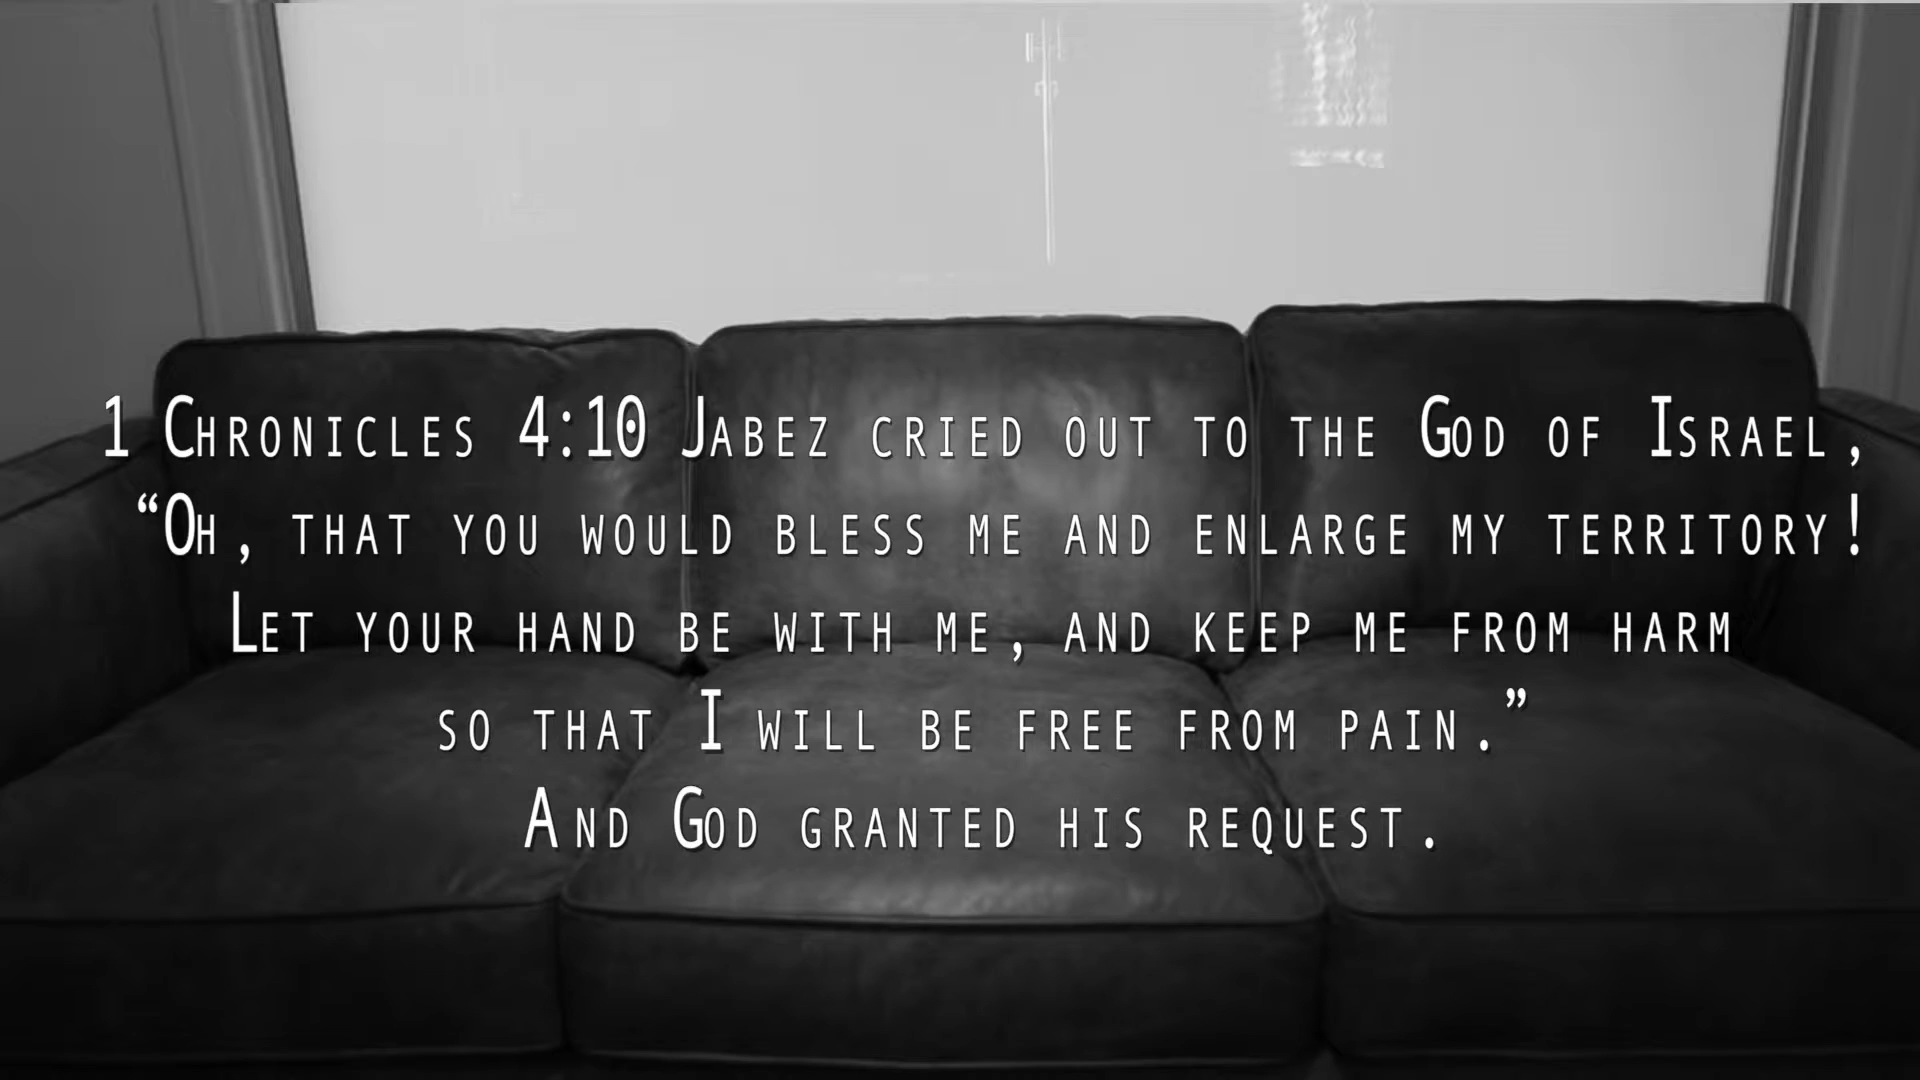 1 Chronicles 4:10 Jabez cried out to the God of Israel,
“Oh, that you would bless me and enlarge my territory!
Let your hand be with me, and keep me from harm
so that I will be free from pain.”
And God granted his request.